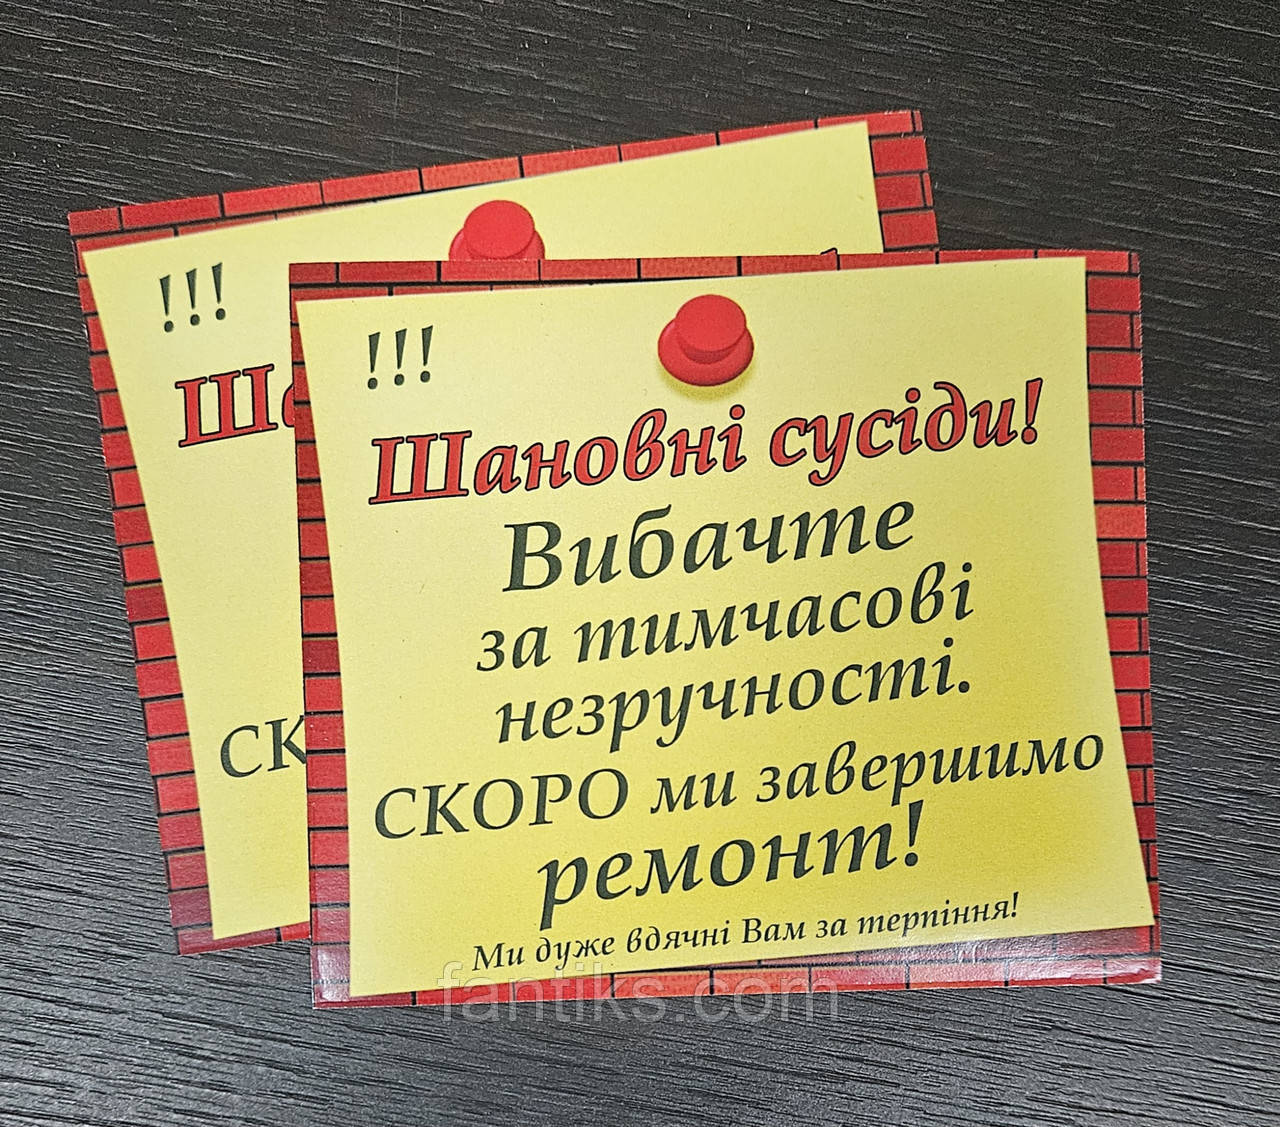 !!!
Ша
СК
!!!
Шановні сусіди!
Вибачте
за тимчасові
незручності.
СКОРО ми завершимо
ремонт!
Ми дуже вдячні Вам за терпіння!
fantiks.com